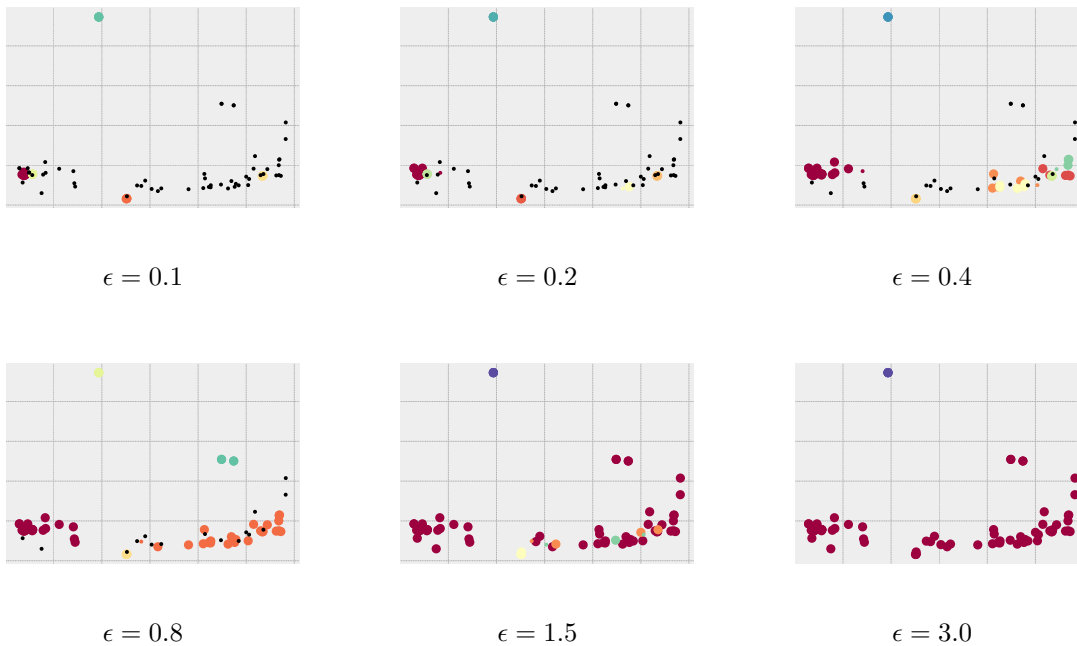 ϵ = 0.1
ϵ = 0.2
ϵ = 0.4
ϵ = 0.8
ϵ = 1.5
ϵ = 3.0